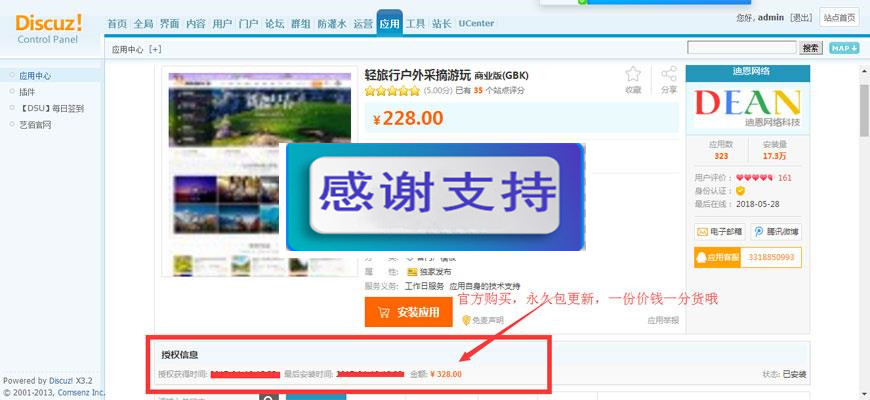 Discuz!
Control Panel
首页 全局 界面 内容 用户 门户 论坛 群组 防灌水 运营 应用 工具 站长 UCenter
您好, admin [退出] 站点首页
应用中心 [+]
搜索 MAP
应用中心
插件
【DSU】每日签到
艺佰官网
轻旅行户外采摘游玩 商业版(GBK)
(5.00分) 已有 35 个站点评分
收藏 分享
¥228.00
感谢支持
属 性: 独家发布
服务义务: 工作日服务 应用自身的技术支持
官方购买，永久包更新，一份价钱一分货哦
安装应用
免责声明
应用举报
迪恩网络
DEAN
迪恩网络科技
应用数 安装量
323 17.3万
用户评价: 161
身份认证:
最后在线: 2018-05-28
电子邮箱 腾讯微博
应用客服 3318850993
授权信息
授权获得时间: 最后安装时间: 金额: ¥ 328.00 状态: 已安装
Powered by Discuz! X3.2
© 2001-2013, Comsenz Inc.